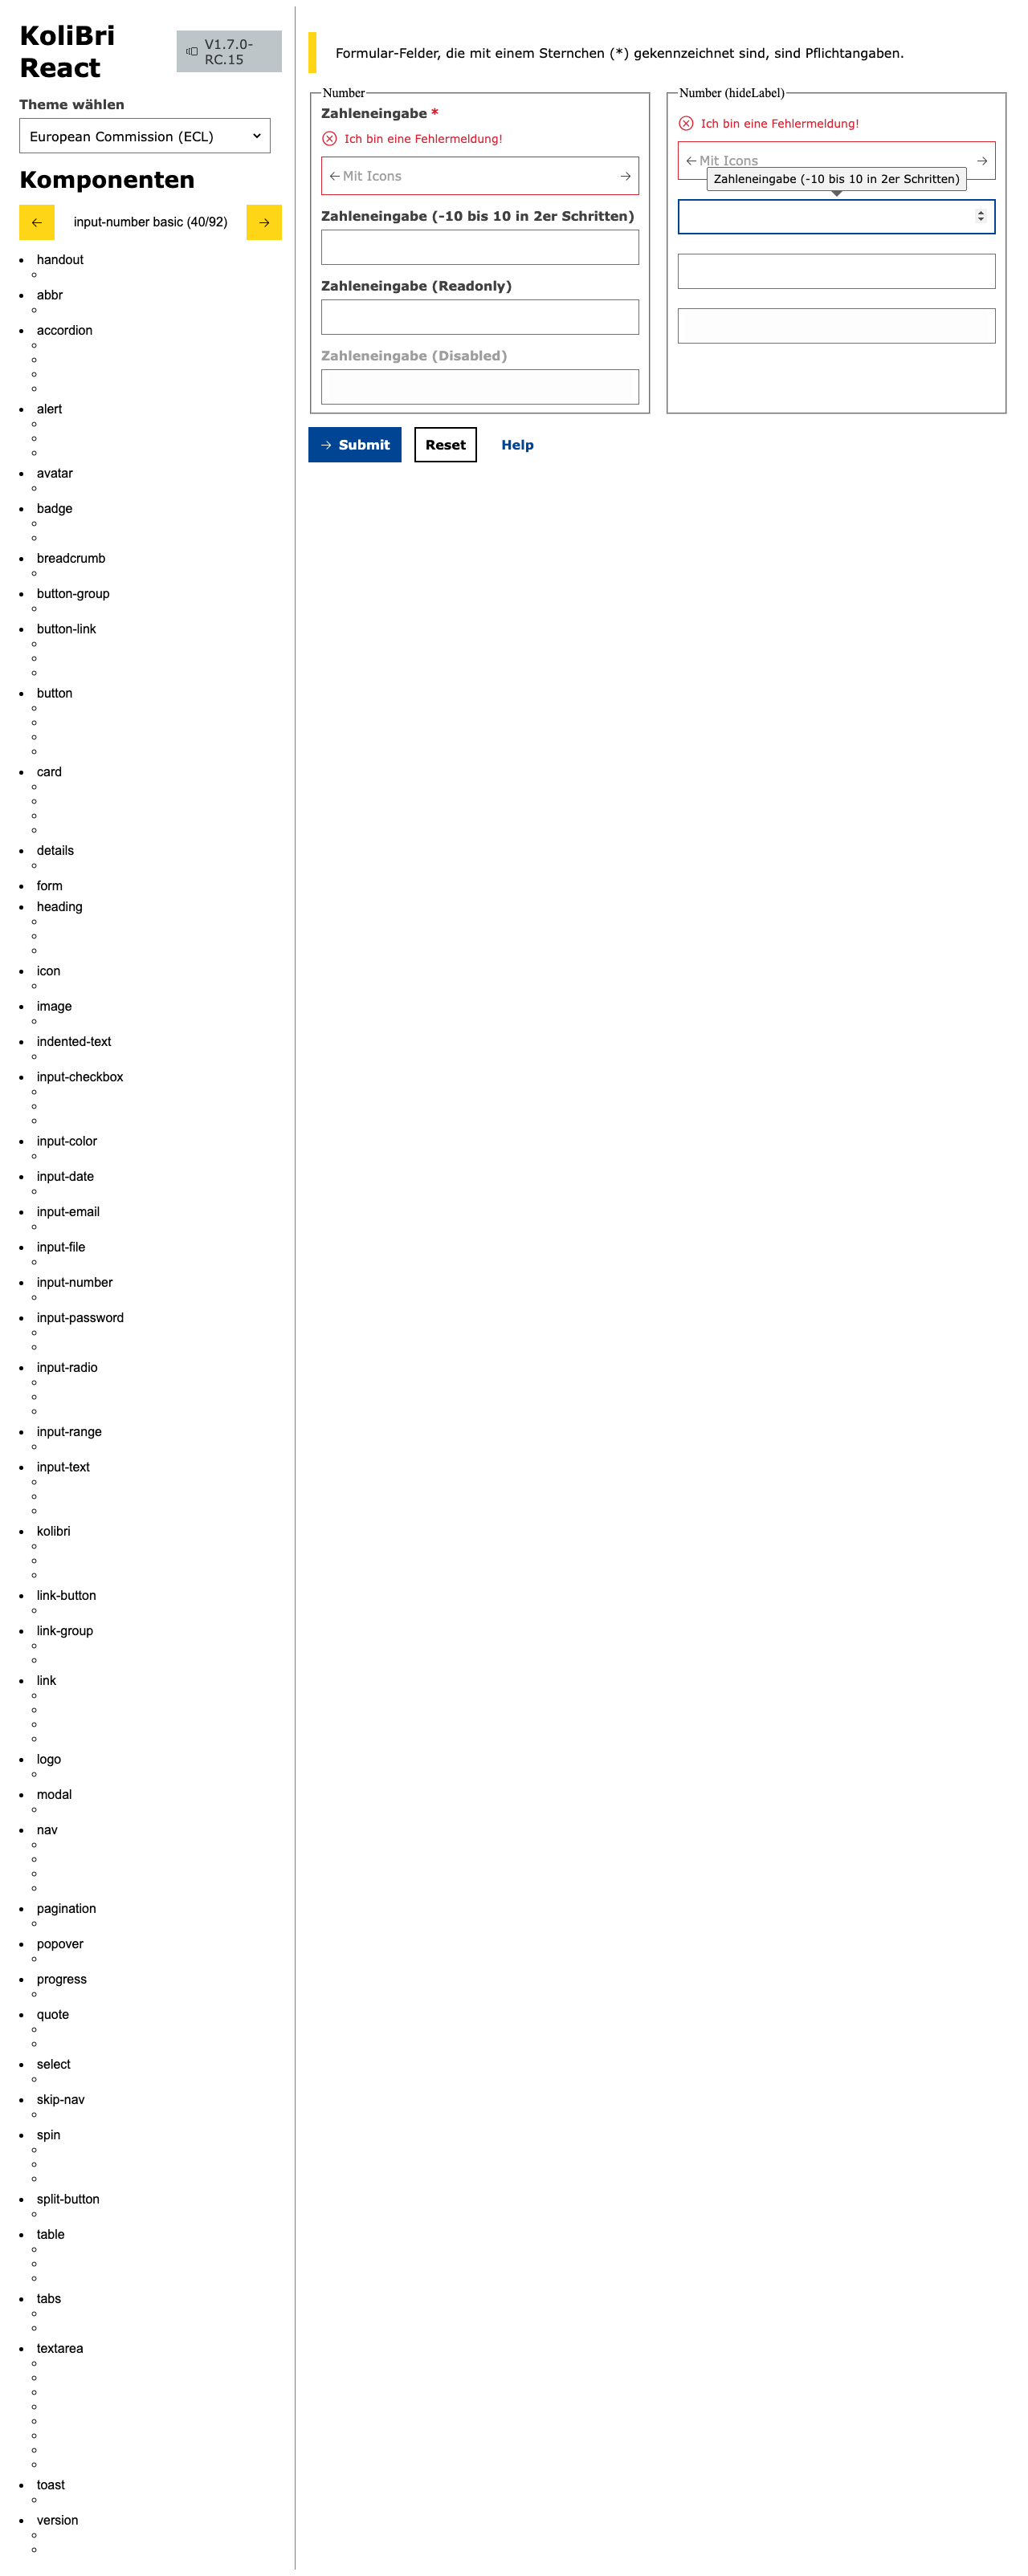 KoliBri
React
V1.7.0-
RC.15
Theme wählen
European Commission (ECL)
Komponenten
input-number basic (40/92)
handout
abbr
accordion
alert
avatar
badge
breadcrumb
button-group
button-link
button
card
details
form
heading
icon
image
indented-text
input-checkbox
input-color
input-date
input-email
input-file
input-number
input-password
input-radio
input-range
input-text
kolibri
link-button
link-group
link
logo
modal
nav
pagination
popover
progress
quote
select
skip-nav
spin
split-button
table
tabs
textarea
toast
version
Formular-Felder, die mit einem Sternchen (*) gekennzeichnet sind, sind Pflichtangaben.
Number
Zahleneingabe *
Ich bin eine Fehlermeldung!
Mit Icons
Zahleneingabe (-10 bis 10 in 2er Schritten)
Zahleneingabe (Readonly)
Zahleneingabe (Disabled)
Number (hideLabel)
Ich bin eine Fehlermeldung!
Mit Icons
Zahleneingabe (-10 bis 10 in 2er Schritten)
Submit
Reset
Help